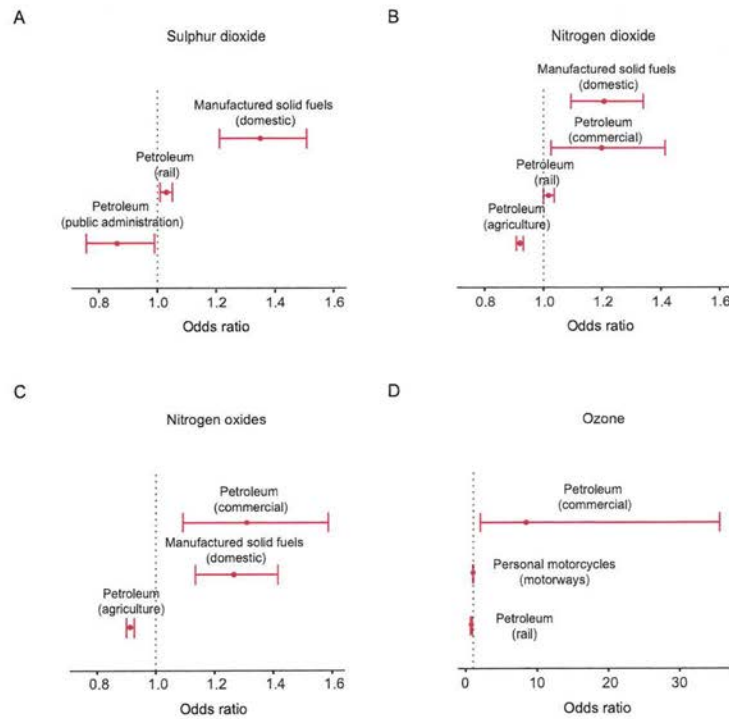 A
Sulphur dioxide
Manufactured solid fuels
(domestic)
Petroleum
(rail)
Petroleum
(public administration)
0.8 1.0 1.2 1.4 1.6
Odds ratio
B
Nitrogen dioxide
Manufactured solid fuels
(domestic)
Petroleum
(commercial)
Petroleum
(rail)
Petroleum
(agriculture)
0.8 1.0 1.2 1.4 1.6
Odds ratio
C
Nitrogen oxides
Petroleum
(commercial)
Manufactured solid fuels
(domestic)
Petroleum
(agriculture)
0.8 1.0 1.2 1.4 1.6
Odds ratio
D
Ozone
Petroleum
(commercial)
Personal motorcycles
(motorways)
Petroleum
(rail)
0 10 20 30
Odds ratio